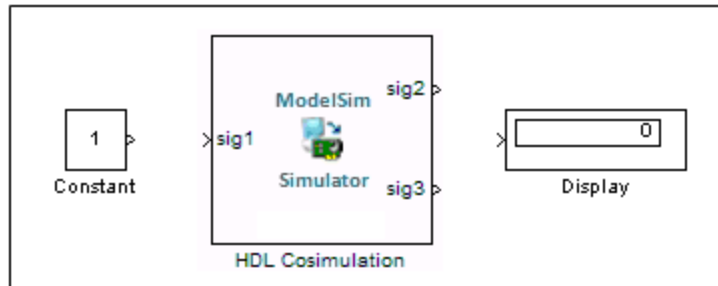 1
Constant
sig1
ModelSim
Simulator
sig2
sig3
HDL Cosimulation
0
Display